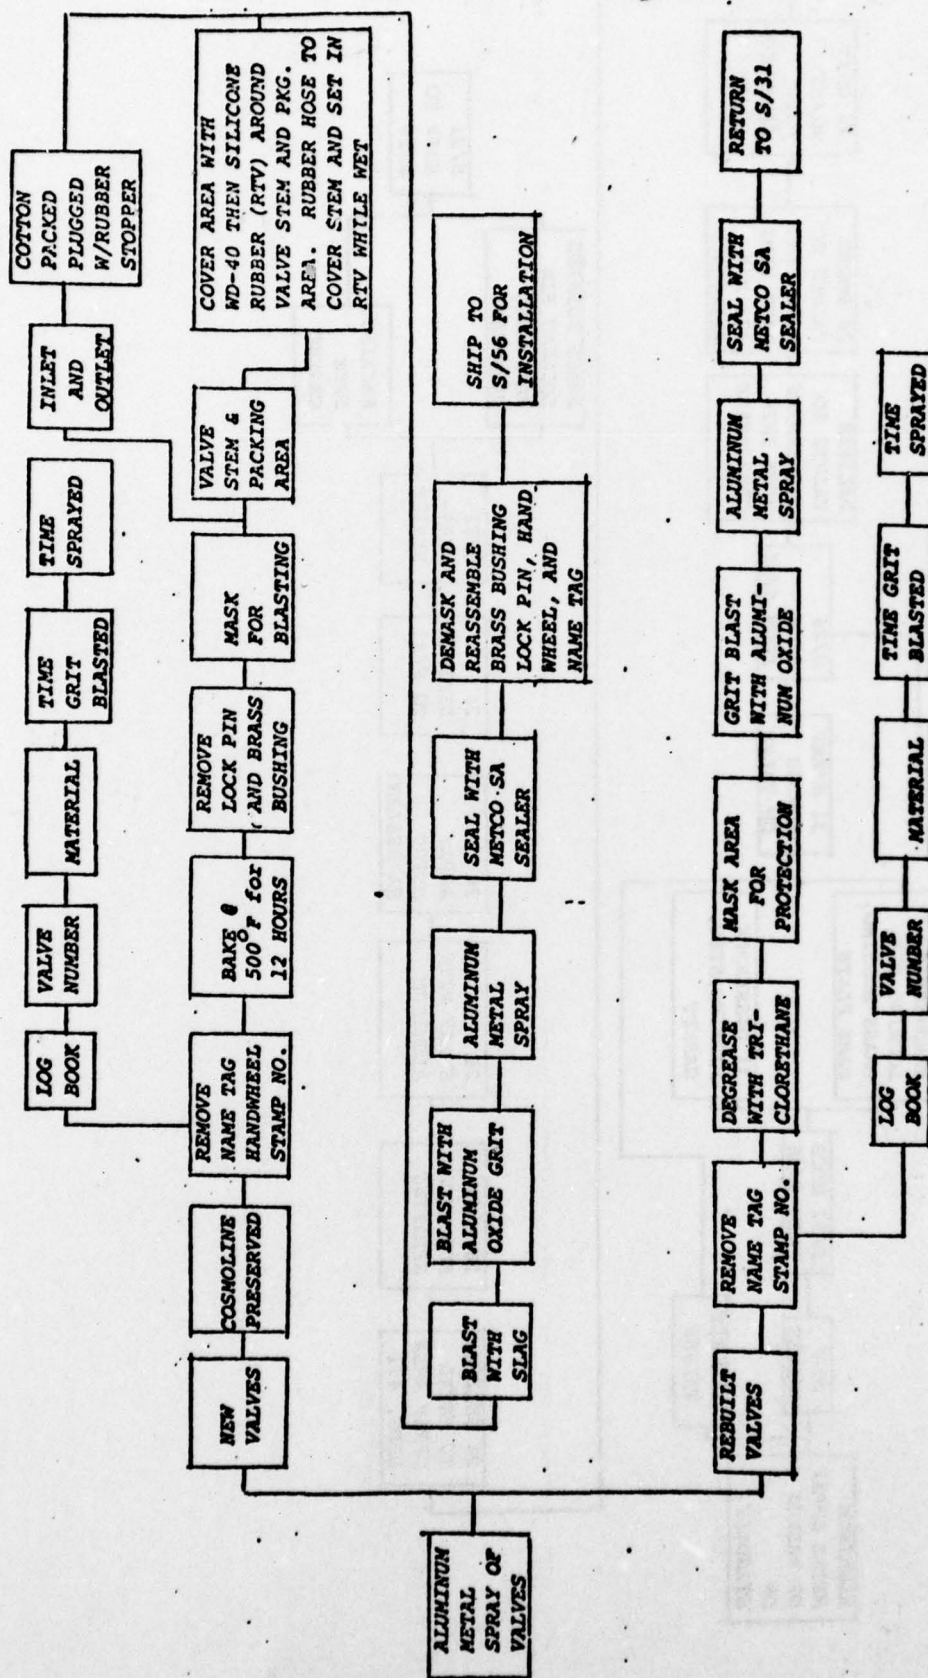 ALUMINUM
METAL
SPRAY OF
VALVES
NEW
VALVES
COSMOLINE
PRESERVED
REMOVE
NAME TAG
HANDWHEEL
STAMP NO.
LOG
BOOK
VALVE
NUMBER
MATERIAL
TIME
GRIT
BLASTED
TIME
SPRAYED
BAKE @
500°F for
12 HOURS
REMOVE
LOCK PIN
AND BRASS
BUSHING
MASK
FOR
BLASTING
INLET
AND
OUTLET
COTTON
PACKED
PLUGGED
W/RUBBER
STOPPER
VALVE
STEM &
PACKING
AREA
COVER AREA WITH
WD-40 THEN SILICONE
RUBBER (RTV) AROUND
VALVE STEM AND PKG.
AREA. RUBBER HOSE TO
COVER STEM AND SET IN
RTV WHILE WET
BLAST
WITH
SLAG
BLAST WITH
ALUMINUM
OXIDE GRIT
ALUMINUM
METAL
SPRAY
SEAL WITH
METCO SA
SEALER
DEMASK AND
REASSEMBLE
BRASS BUSHING
LOCK PIN, HAND
WHEEL, AND
NAME TAG
SHIP TO
S/56 FOR
INSTALLATION
REBUILT
VALVES
REMOVE
NAME TAG
STAMP NO.
DEGREASE
WITH TRI-
CLORETHANE
MASK AREA
FOR
PROTECTION
GRIT BLAST
WITH ALUMI-
NUM OXIDE
ALUMINUM
METAL
SPRAY
SEAL WITH
METCO SA
SEALER
RETURN
TO S/31
LOG
BOOK
VALVE
NUMBER
MATERIAL
TIME GRIT
BLASTED
TIME
SPRAYED